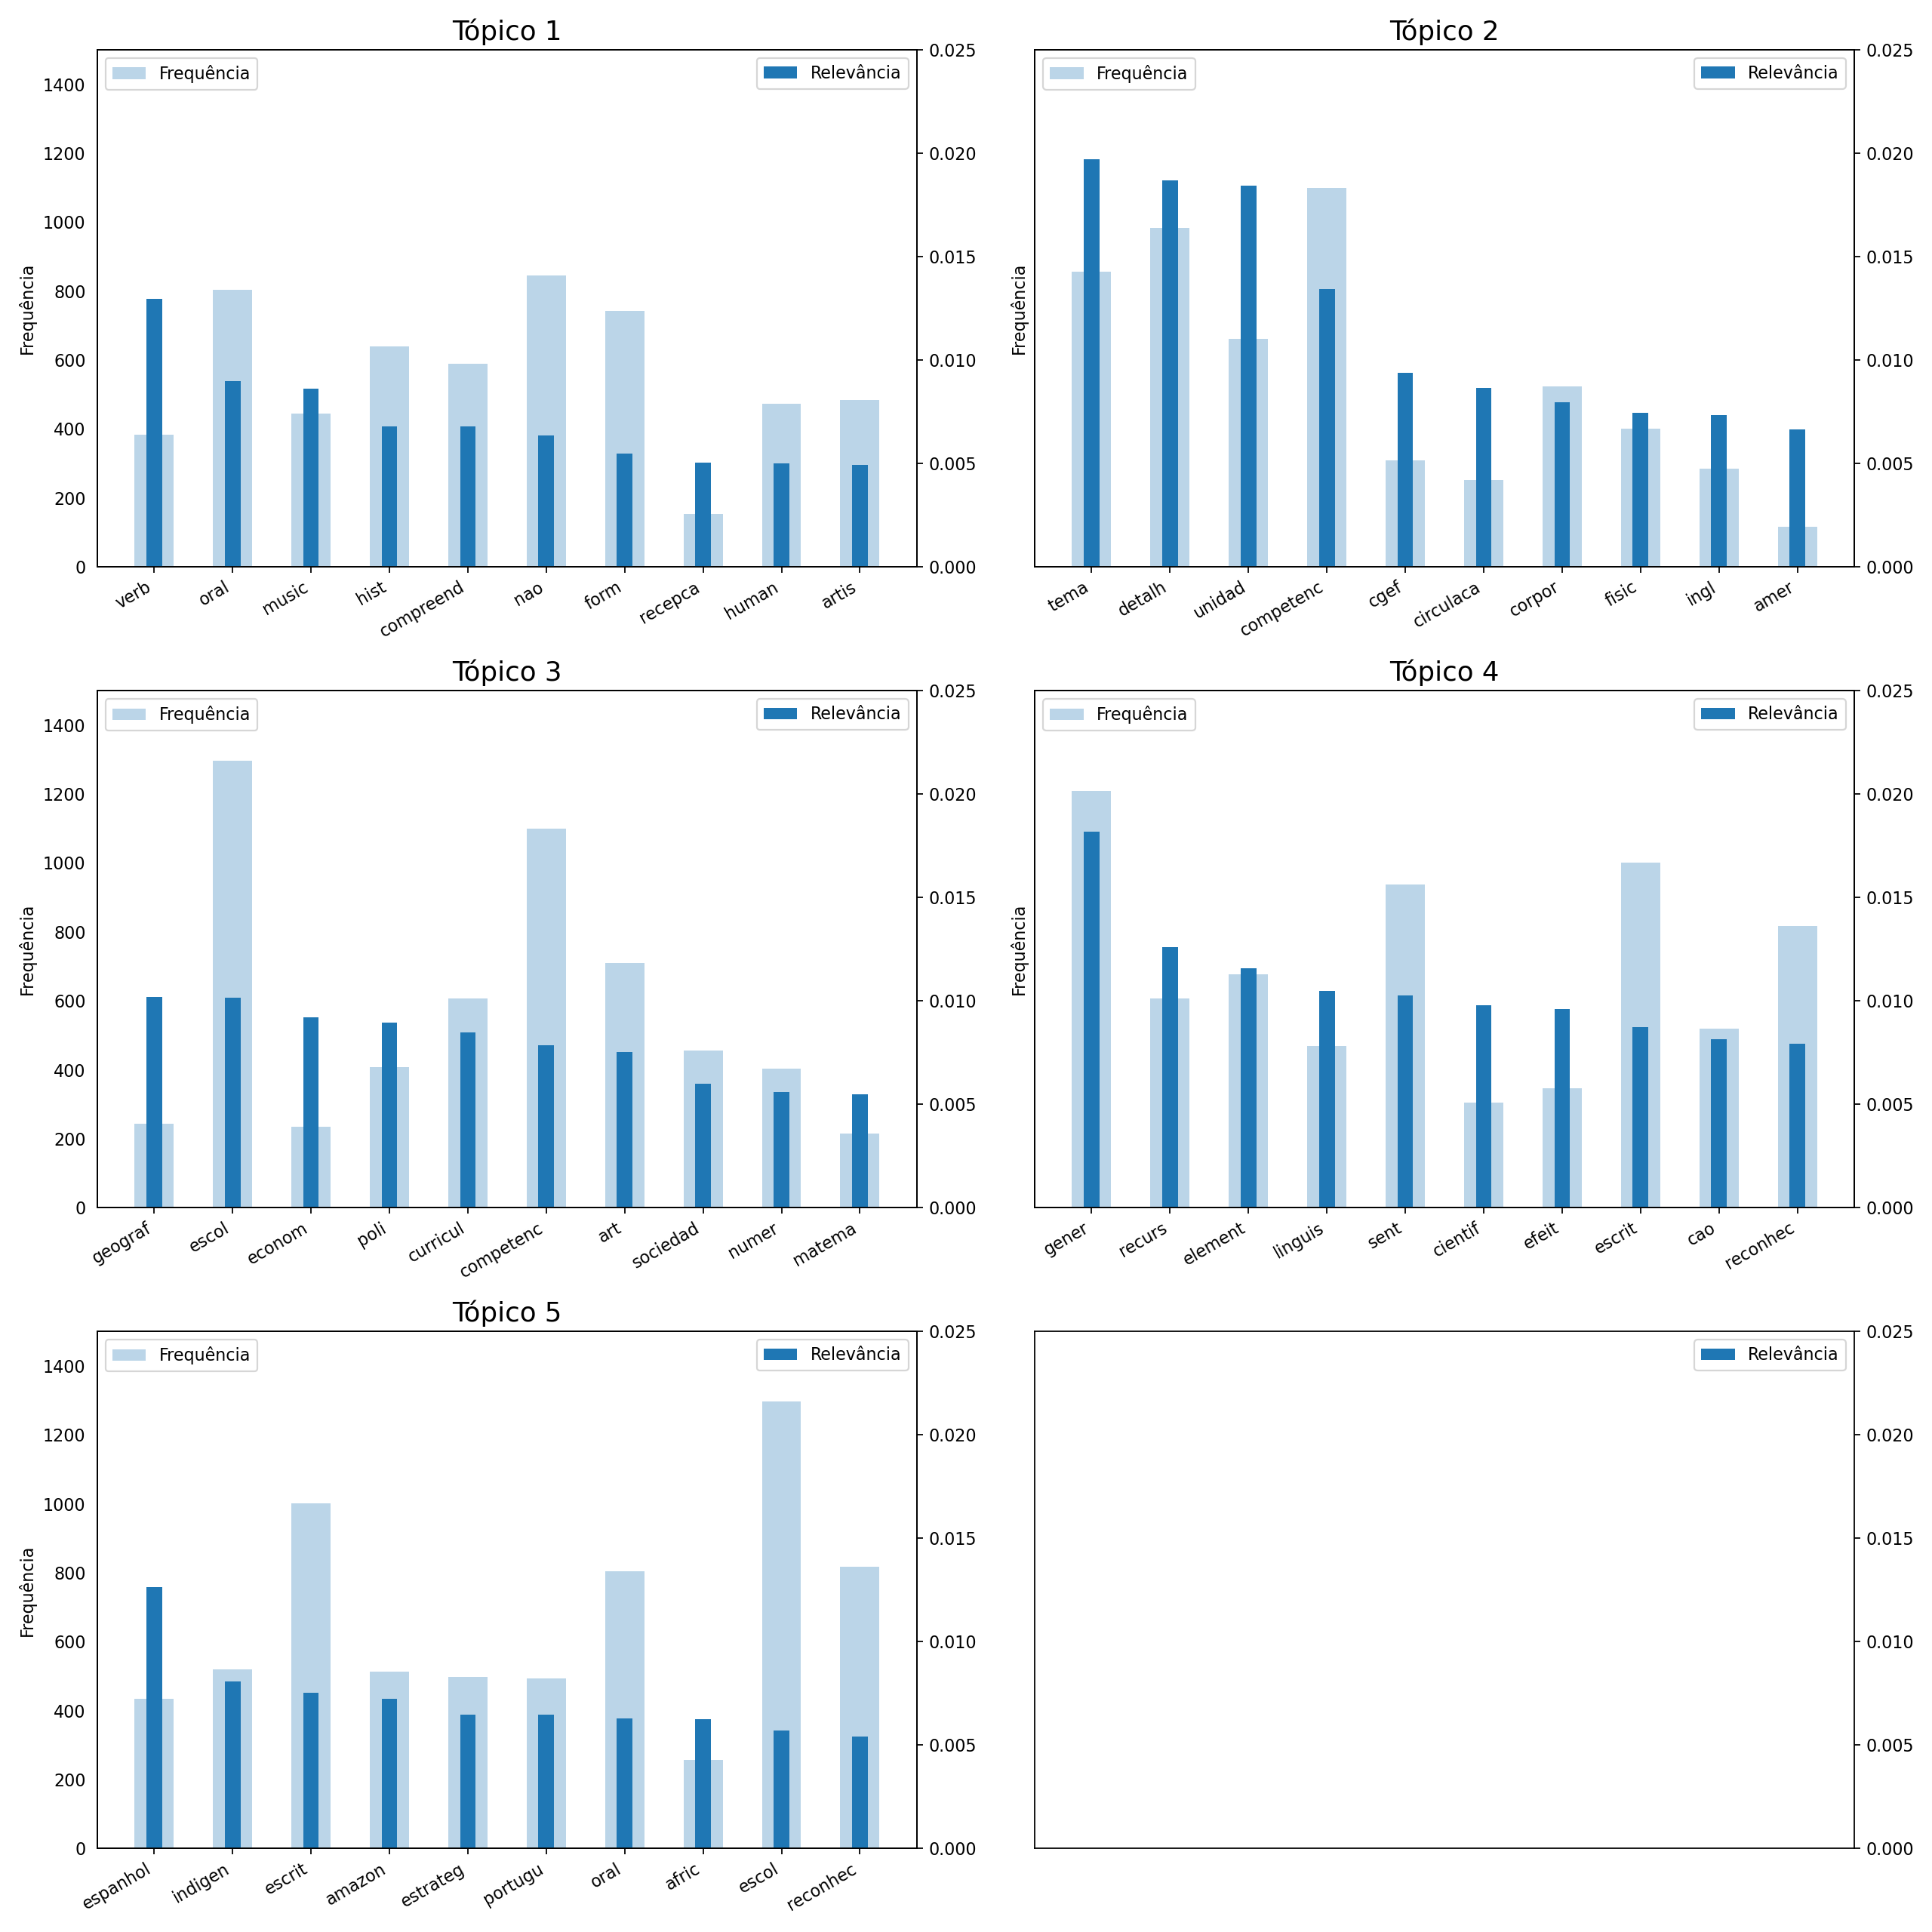 Tópico 1
Frequência
Relevância
1400
1200
1000
800
600
400
200
0
Frequência
0.025
0.020
0.015
0.010
0.005
0.000
verb
oral
music
hist
compreend
nao
form
recepca
human
artis
Tópico 2
Frequência
Relevância
Frequência
0.025
0.020
0.015
0.010
0.005
0.000
tema
detalh
unidad
competenc
cgef
circulaca
corpor
fisic
ingl
amer
Tópico 3
Frequência
Relevância
1400
1200
1000
800
600
400
200
0
Frequência
0.025
0.020
0.015
0.010
0.005
0.000
geograf
escol
econom
poli
curricul
competenc
art
sociedad
numer
matema
Tópico 4
Frequência
Relevância
Frequência
0.025
0.020
0.015
0.010
0.005
0.000
gener
recurs
element
linguis
sent
cientif
efeit
escrit
cao
reconhec
Tópico 5
Frequência
Relevância
1400
1200
1000
800
600
400
200
0
Frequência
0.025
0.020
0.015
0.010
0.005
0.000
espanhol
indigen
escrit
amazon
estrateg
portugu
oral
afric
escol
reconhec
Relevância
0.025
0.020
0.015
0.010
0.005
0.000